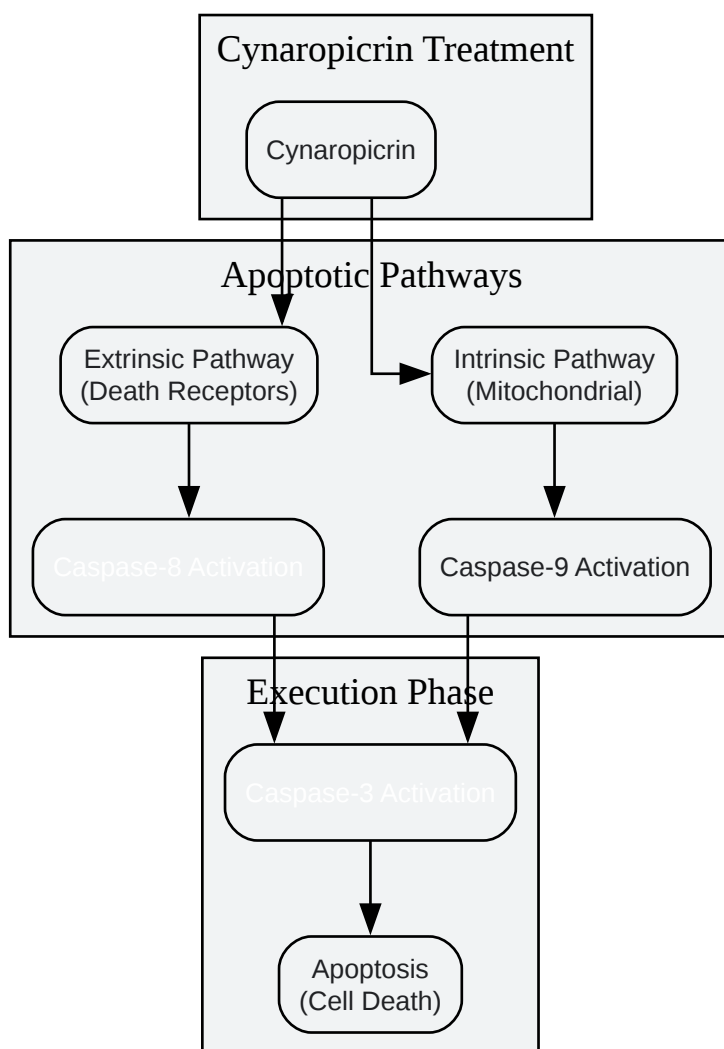 Cynaropicrin Treatment
Cynaropicrin
Apoptotic Pathways
Extrinsic Pathway
(Death Receptors)
Intrinsic Pathway
(Mitochondrial)
Caspase-8 Activation
Caspase-9 Activation
Execution Phase
Caspase-3 Activation
Apoptosis
(Cell Death)